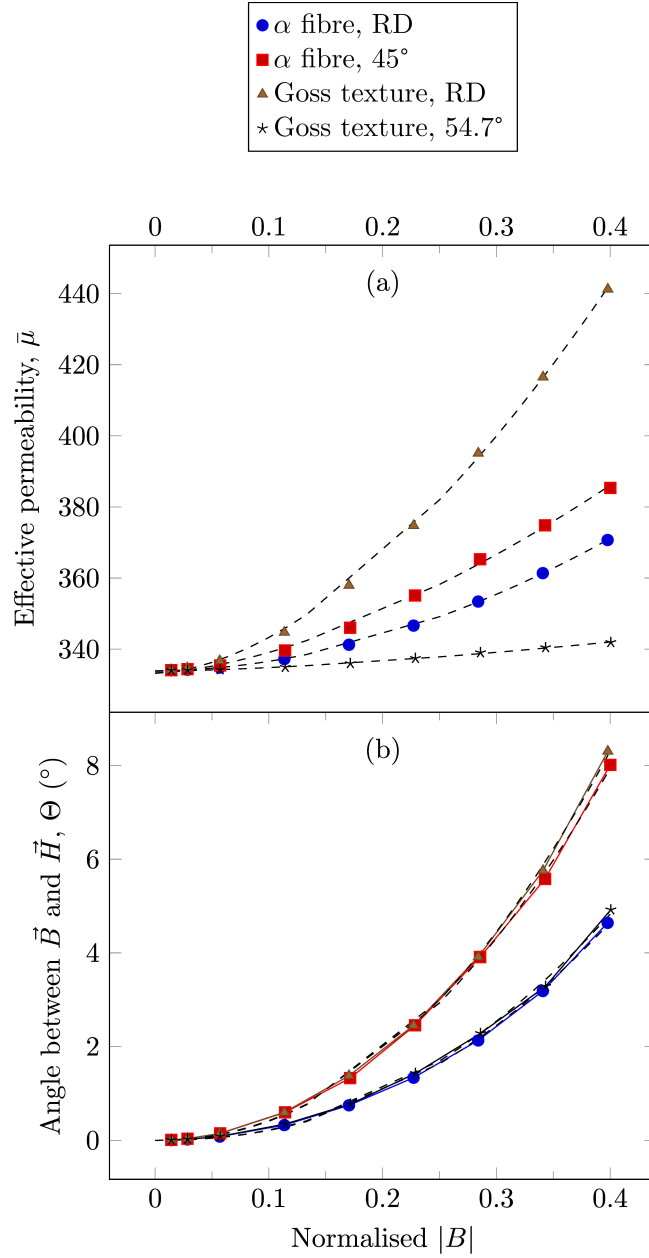 α fibre, RD
α fibre, 45°
Goss texture, RD
Goss texture, 54.7°
0 0.1 0.2 0.3 0.4
(a)
440
420
400
380
360
340
Effective permeability, μ̄
(b)
8
6
4
2
0
Angle between B⃗ and H⃗, Θ (°)
0 0.1 0.2 0.3 0.4
Normalised |B|